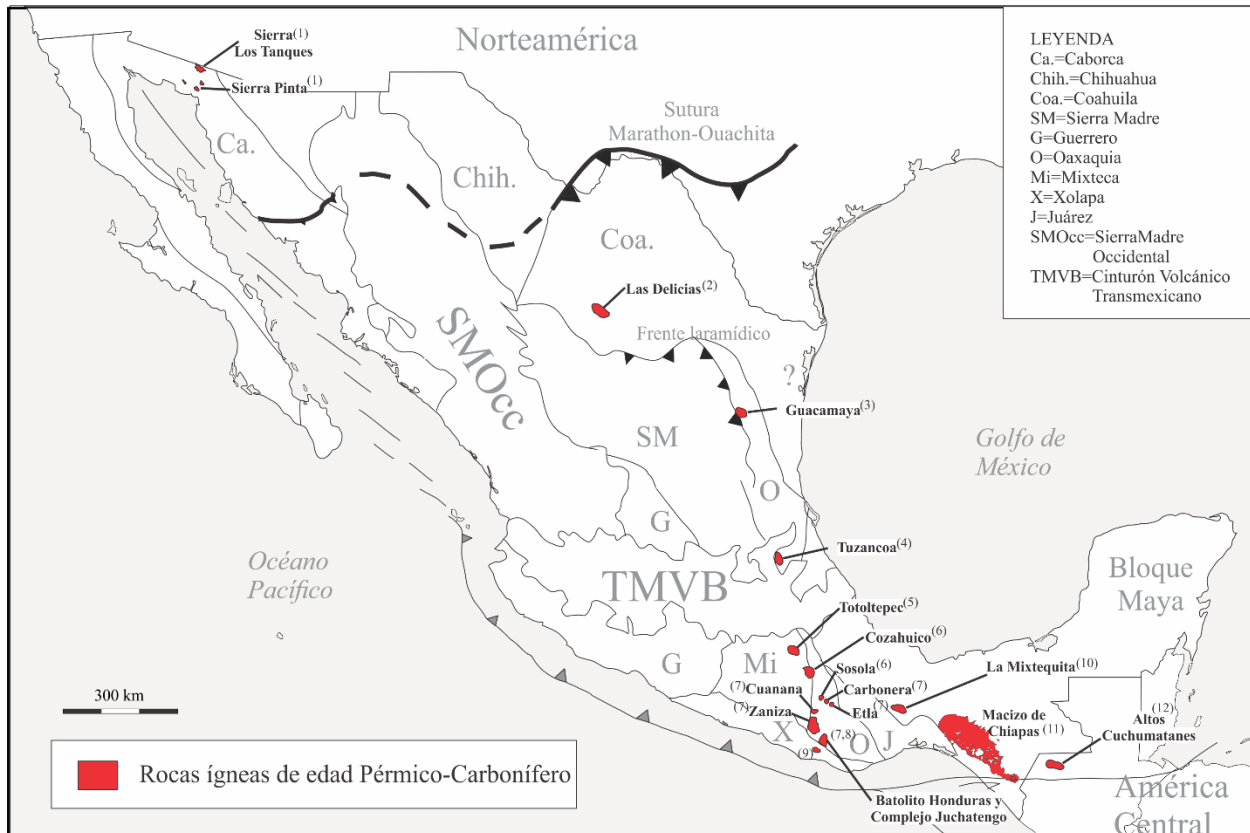 Norteamérica
Sierra(1)
Los Tanques
Sierra Pinta(1)
Ca.
Chih.
Sutura
Marathon-Ouachita
Coa.
Las Delicias(2)
Frente laramídico
?
Guacamaya(3)
SMOcc
SM
O
G
Golfo de
México
Océano
Pacífico
Tuzancoa(4)
TMVB
Bloque
Maya
Totoltepec(5)
Cozahuico(6)
G
Mi
Sosola(6)
La Mixtequita(10)
(7)Cuanana
Carbonera(7)
(7)Zaniza
Etla(7)
Macizo de
Chiapas(11)
(12)
Altos
Cuchumatanes
X
(7,8)
O
J
(9)
Batolito Honduras y
Complejo Juchatengo
América
Central
300 km
Rocas ígneas de edad Pérmico-Carbonífero
LEYENDA
Ca.=Caborca
Chih.=Chihuahua
Coa.=Coahuila
SM=Sierra Madre
G=Guerrero
O=Oaxaquia
Mi=Mixteca
X=Xolapa
J=Juárez
SMOcc=SierraMadre
Occidental
TMVB=Cinturón Volcánico
Transmexicano